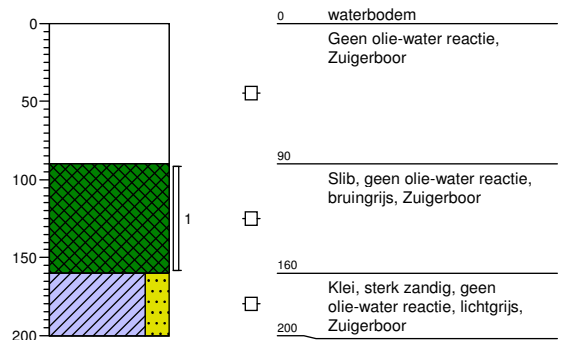 0
50
100
150
200
1
0 waterbodem
Geen olie-water reactie,
Zuigerboor
90
Slib, geen olie-water reactie,
bruingrijs, Zuigerboor
160
Klei, sterk zandig, geen
olie-water reactie, lichtgrijs,
Zuigerboor
200